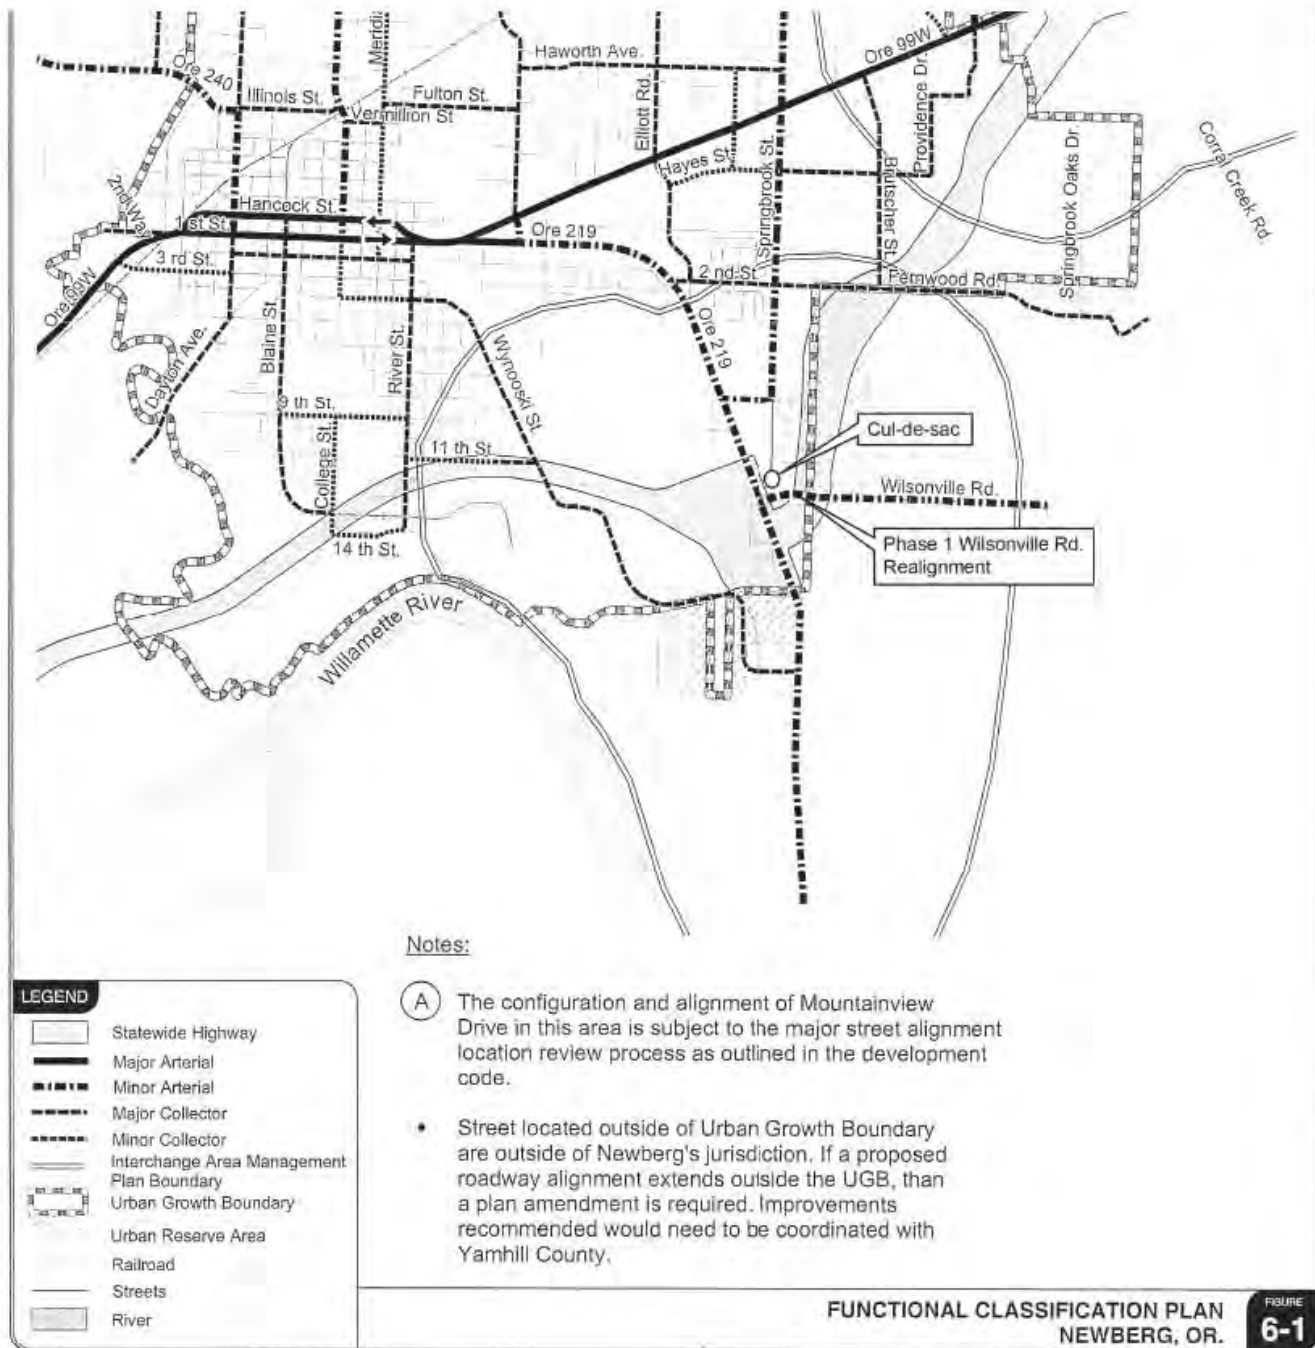 Ore 240
Meridi
Haworth Ave.
Ore 99W
Providence Dr.
Illinois St.
Fulton St.
Vermillion St
Elliott Rd.
Hayes St.
Springbrook St.
Blutscher St.
Springbrook Oaks Dr.
Corral Creek Rd.
2nd Way
Hancock St.
1 st St.
Ore 219
3 rd St.
2 nd St.
Fernwood Rd.
Ore 99W
Dayton Ave.
Blaine St.
River St.
Wynooski St.
Ore 219
9 th St.
College St.
11 th St.
Cul-de-sac
Wilsonville Rd.
14 th St.
Phase 1 Wilsonville Rd.
Realignment
Willamette River
Notes:
A The configuration and alignment of Mountainview
Drive in this area is subject to the major street alignment
location review process as outlined in the development
code.
• Street located outside of Urban Growth Boundary
are outside of Newberg's jurisdiction. If a proposed
roadway alignment extends outside the UGB, than
a plan amendment is required. Improvements
recommended would need to be coordinated with
Yamhill County.
LEGEND
Statewide Highway
Major Arterial
Minor Arterial
Major Collector
Minor Collector
Interchange Area Management
Plan Boundary
Urban Growth Boundary
Urban Reserve Area
Railroad
Streets
River
FUNCTIONAL CLASSIFICATION PLAN
NEWBERG, OR.
FIGURE
6-1